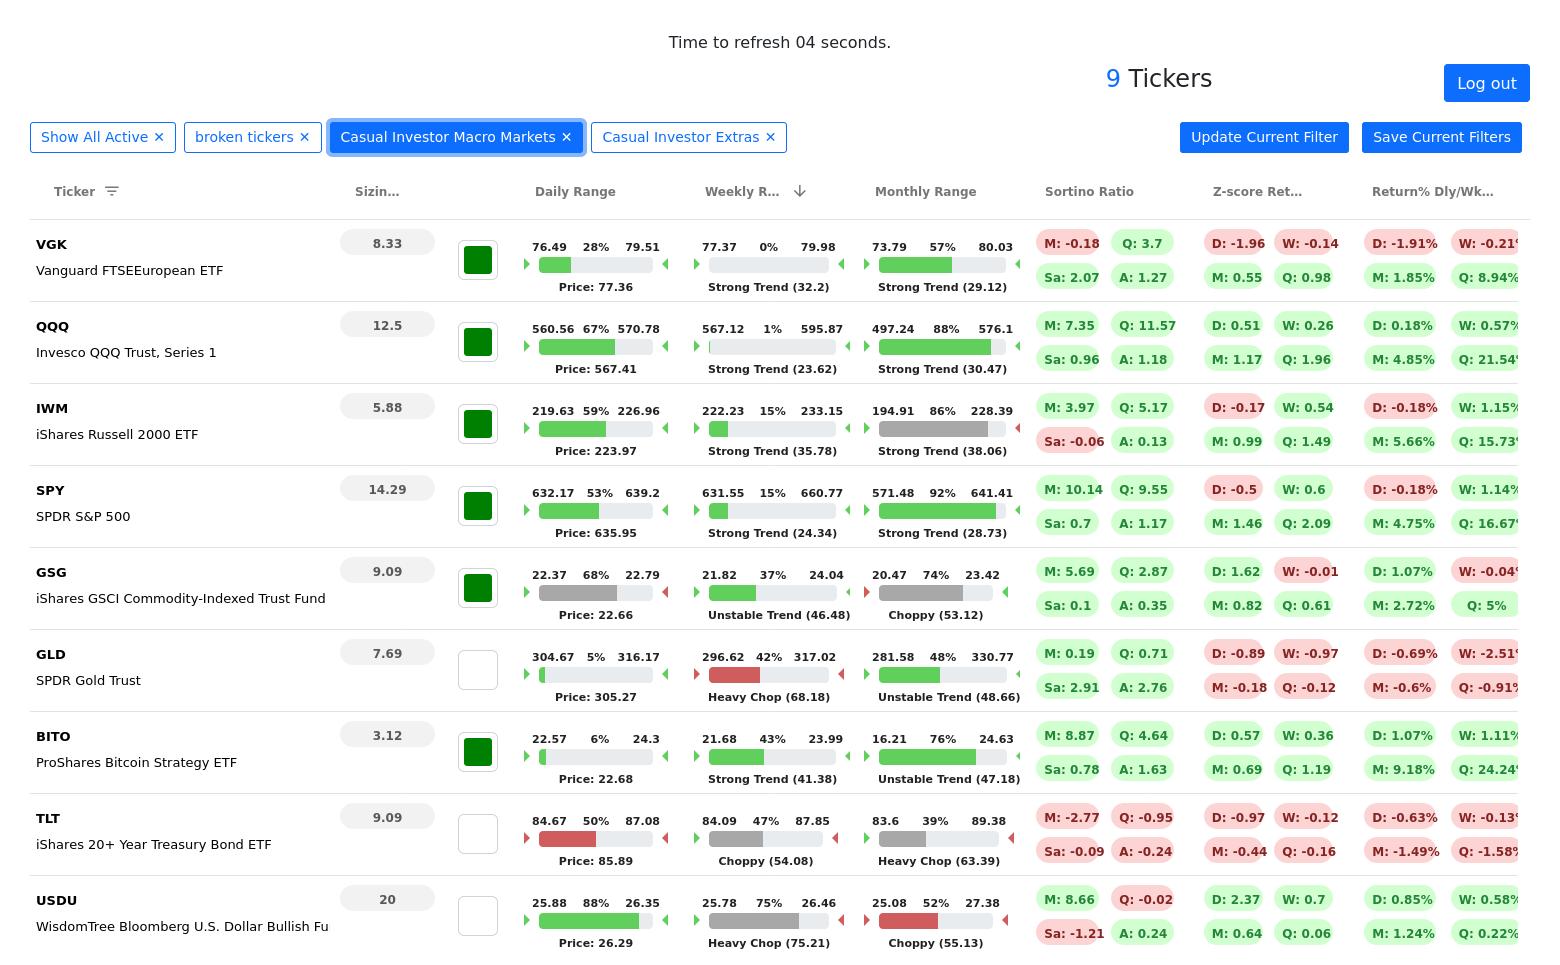 Time to refresh 04 seconds.
9 Tickers
Log out
Show All Active ✕ broken tickers ✕ Casual Investor Macro Markets ✕ Casual Investor Extras ✕ Update Current Filter Save Current Filters
Ticker Sizin… Daily Range Weekly R… Monthly Range Sortino Ratio Z-score Ret… Return% Dly/Wk…
VGK 8.33 76.49 28% 79.51 77.37 0% 79.98 73.79 57% 80.03 M: -0.18 Q: 3.7 D: -1.96 W: -0.14 D: -1.91% W: -0.21%
Vanguard FTSEEuropean ETF Price: 77.36 Strong Trend (32.2) Strong Trend (29.12) Sa: 2.07 A: 1.27 M: 0.55 Q: 0.98 M: 1.85% Q: 8.94%
QQQ 12.5 560.56 67% 570.78 567.12 1% 595.87 497.24 88% 576.1 M: 7.35 Q: 11.57 D: 0.51 W: 0.26 D: 0.18% W: 0.57%
Invesco QQQ Trust, Series 1 Price: 567.41 Strong Trend (23.62) Strong Trend (30.47) Sa: 0.96 A: 1.18 M: 1.17 Q: 1.96 M: 4.85% Q: 21.54%
IWM 5.88 219.63 59% 226.96 222.23 15% 233.15 194.91 86% 228.39 M: 3.97 Q: 5.17 D: -0.17 W: 0.54 D: -0.18% W: 1.15%
iShares Russell 2000 ETF Price: 223.97 Strong Trend (35.78) Strong Trend (38.06) Sa: -0.06 A: 0.13 M: 0.99 Q: 1.49 M: 5.66% Q: 15.73%
SPY 14.29 632.17 53% 639.2 631.55 15% 660.77 571.48 92% 641.41 M: 10.14 Q: 9.55 D: -0.5 W: 0.6 D: -0.18% W: 1.14%
SPDR S&P 500 Price: 635.95 Strong Trend (24.34) Strong Trend (28.73) Sa: 0.7 A: 1.17 M: 1.46 Q: 2.09 M: 4.75% Q: 16.67%
GSG 9.09 22.37 68% 22.79 21.82 37% 24.04 20.47 74% 23.42 M: 5.69 Q: 2.87 D: 1.62 W: -0.01 D: 1.07% W: -0.04%
iShares GSCI Commodity-Indexed Trust Fund Price: 22.66 Unstable Trend (46.48) Choppy (53.12) Sa: 0.1 A: 0.35 M: 0.82 Q: 0.61 M: 2.72% Q: 5%
GLD 7.69 304.67 5% 316.17 296.62 42% 317.02 281.58 48% 330.77 M: 0.19 Q: 0.71 D: -0.89 W: -0.97 D: -0.69% W: -2.51%
SPDR Gold Trust Price: 305.27 Heavy Chop (68.18) Unstable Trend (48.66) Sa: 2.91 A: 2.76 M: -0.18 Q: -0.12 M: -0.6% Q: -0.91%
BITO 3.12 22.57 6% 24.3 21.68 43% 23.99 16.21 76% 24.63 M: 8.87 Q: 4.64 D: 0.57 W: 0.36 D: 1.07% W: 1.11%
ProShares Bitcoin Strategy ETF Price: 22.68 Strong Trend (41.38) Unstable Trend (47.18) Sa: 0.78 A: 1.63 M: 0.69 Q: 1.19 M: 9.18% Q: 24.24%
TLT 9.09 84.67 50% 87.08 84.09 47% 87.85 83.6 39% 89.38 M: -2.77 Q: -0.95 D: -0.97 W: -0.12 D: -0.63% W: -0.13%
iShares 20+ Year Treasury Bond ETF Price: 85.89 Choppy (54.08) Heavy Chop (63.39) Sa: -0.09 A: -0.24 M: -0.44 Q: -0.16 M: -1.49% Q: -1.58%
USDU 20 25.88 88% 26.35 25.78 75% 26.46 25.08 52% 27.38 M: 8.66 Q: -0.02 D: 2.37 W: 0.7 D: 0.85% W: 0.58%
WisdomTree Bloomberg U.S. Dollar Bullish Fu Price: 26.29 Heavy Chop (75.21) Choppy (55.13) Sa: -1.21 A: 0.24 M: 0.64 Q: 0.06 M: 1.24% Q: 0.22%